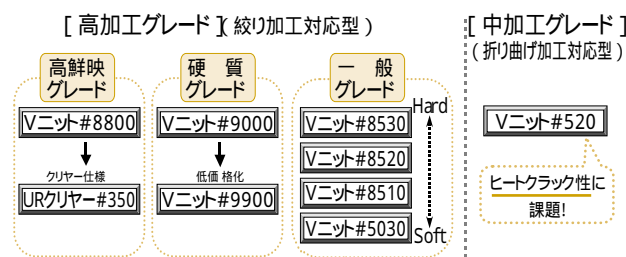 [ 高加工グレード ]( 絞り加工対応型 )
高鮮映
グレード
Vニット#8800
クリヤー仕様
URクリヤー#350
硬 質
グレード
Vニット#9000
低価格化
Vニット#9900
一 般
グレード
Hard
Vニット#8530
Vニット#8520
Vニット#8510
Vニット#5030
Soft
[ 中加工グレード ]
( 折り曲げ加工対応型 )
Vニット#520
ヒートクラック性に
課題!